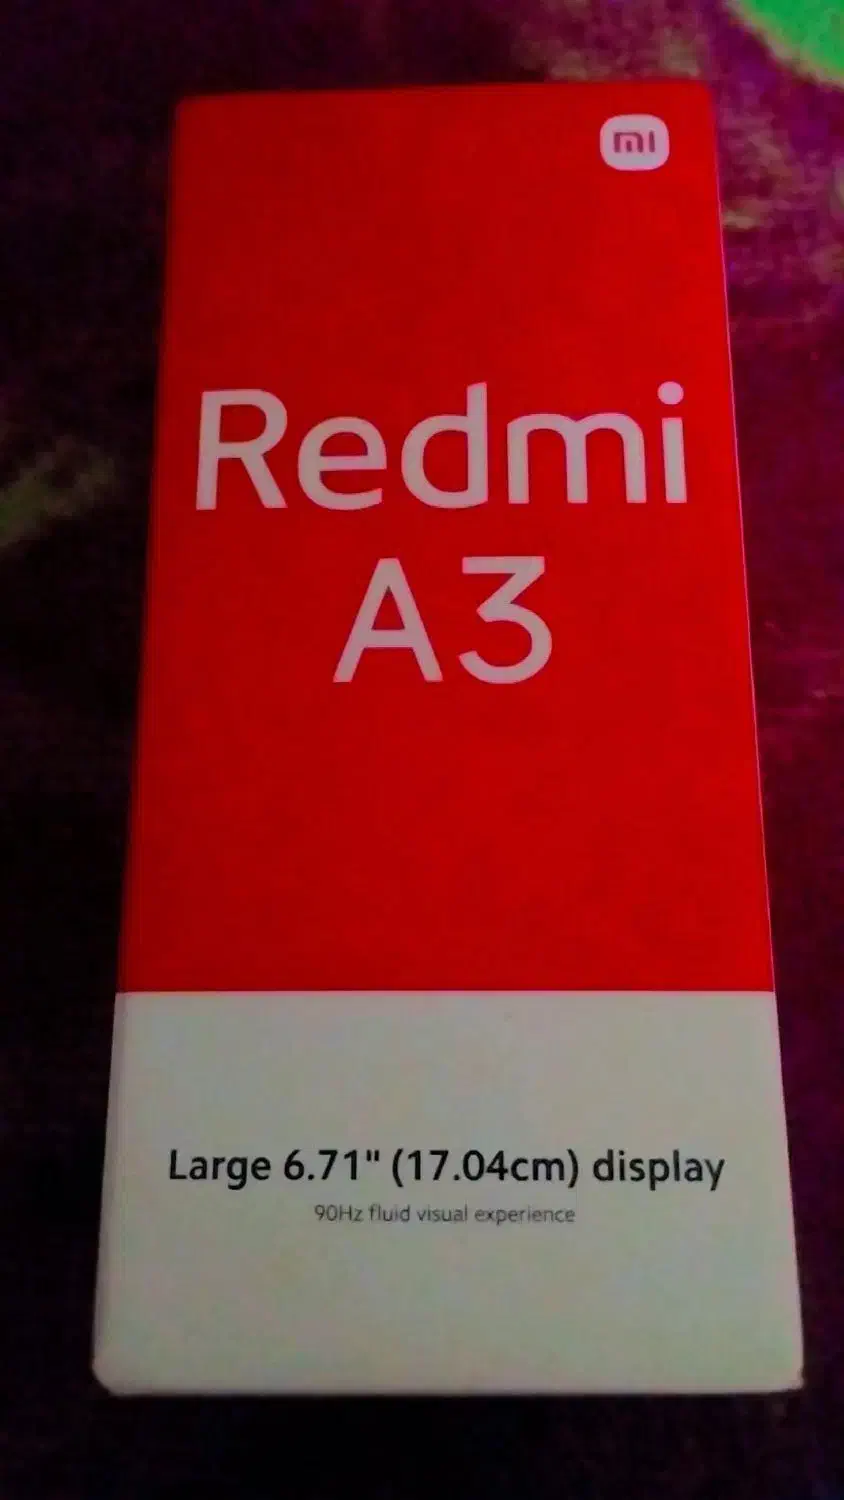 mi
Redmi
A3
Large 6.71" (17.04cm) display
90Hz fluid visual experience